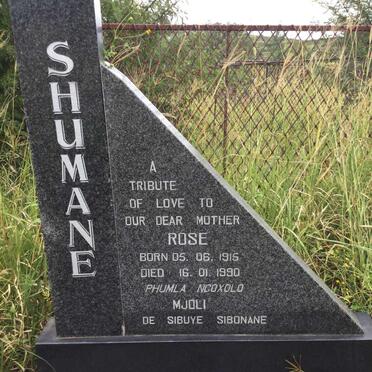 SHUMANE
A
TRIBUTE
OF LOVE TO
OUR DEAR MOTHER
ROSE
BORN 05. 06. 1915
DIED 16. 01. 1990
PHUMLA NGOXOLO
MJOLI
DE SIBUYE SIBONANE